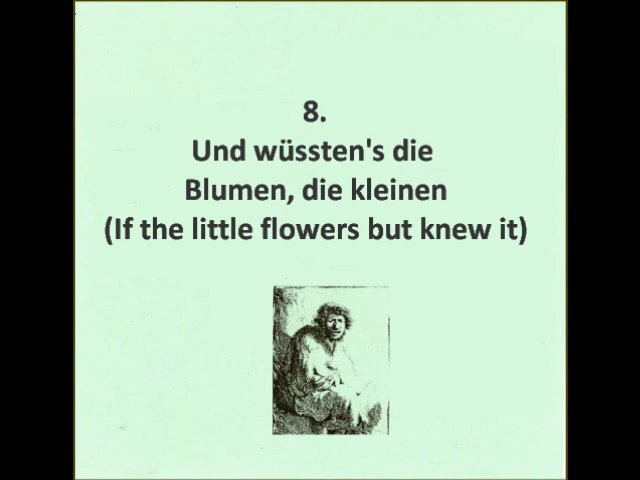 8.
Und wüssten's die
Blumen, die kleinen
(If the little flowers but knew it)